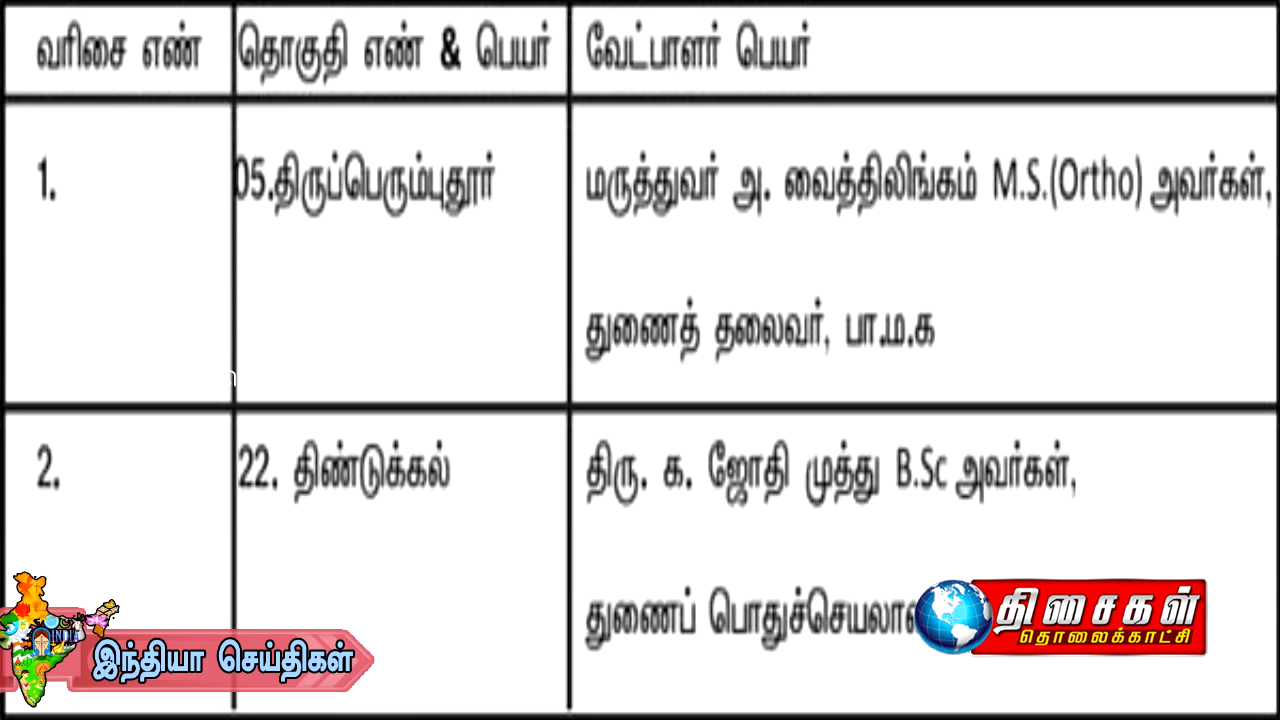 வரிசை எண் தொகுதி எண் & பெயர் வேட்பாளர் பெயர்
1. 05.திருப்பெரும்புதூர் மருத்துவர் அ. வைத்திலிங்கம் M.S.(Ortho) அவர்கள்,
துணைத் தலைவர், பா.ம.க
2. 22. திண்டுக்கல் திரு. க. ஜோதி முத்து B.Sc அவர்கள்,
துணைப்
திசைகள்
தொலைக்காட்சி
INDIA
இந்தியா செய்திகள்